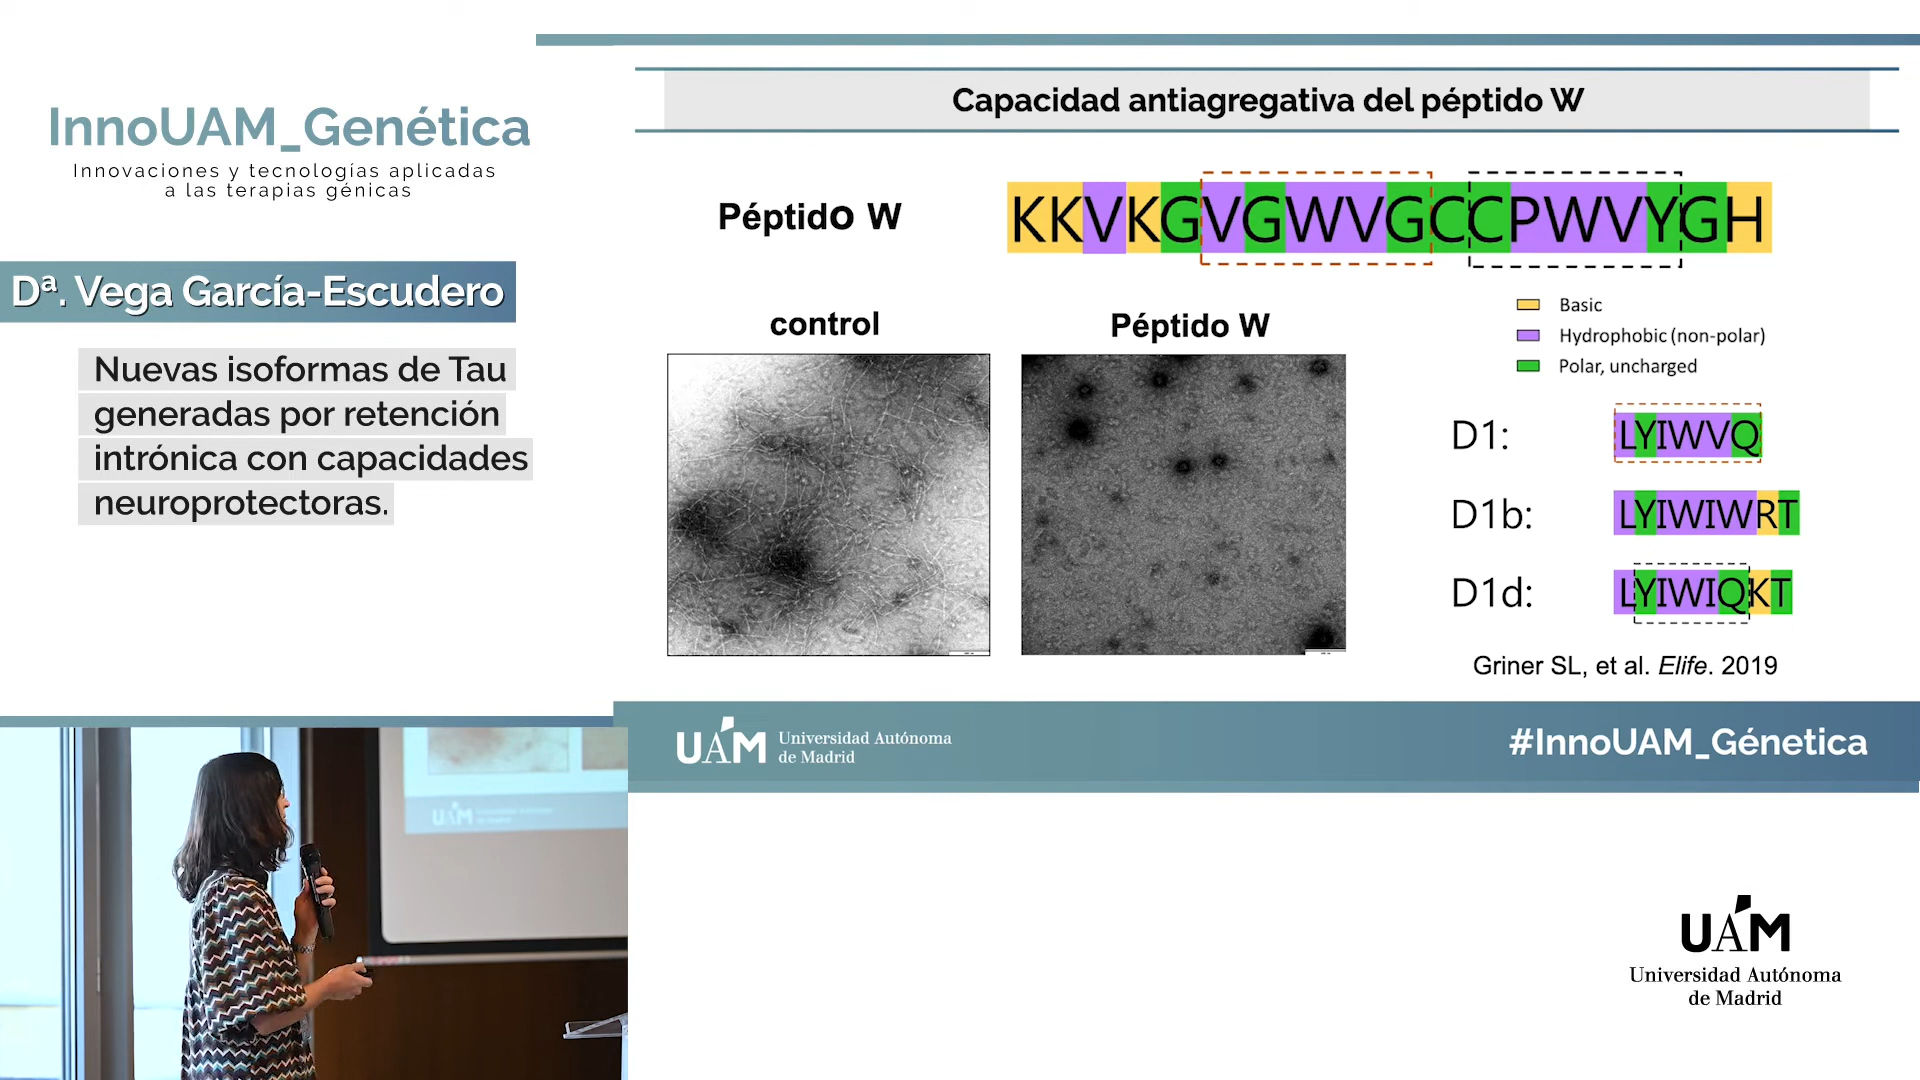 InnoUAM_Genética
Innovaciones y tecnologías aplicadas
a las terapias génicas
Dª. Vega García-Escudero
Nuevas isoformas de Tau
generadas por retención
intrónica con capacidades
neuroprotectoras.
Capacidad antiagregativa del péptido W
Péptido W
KKVKGVGWVGCCPWVYGH
control
Péptido W
Basic
Hydrophobic (non-polar)
Polar, uncharged
D1: LYIWVQ
D1b: LYIWIWRT
D1d: LYIWIQKT
Griner SL, et al. Elife. 2019
UAM Universidad Autónoma
de Madrid
#InnoUAM_Génetica
UAM
UAM
Universidad Autónoma
de Madrid